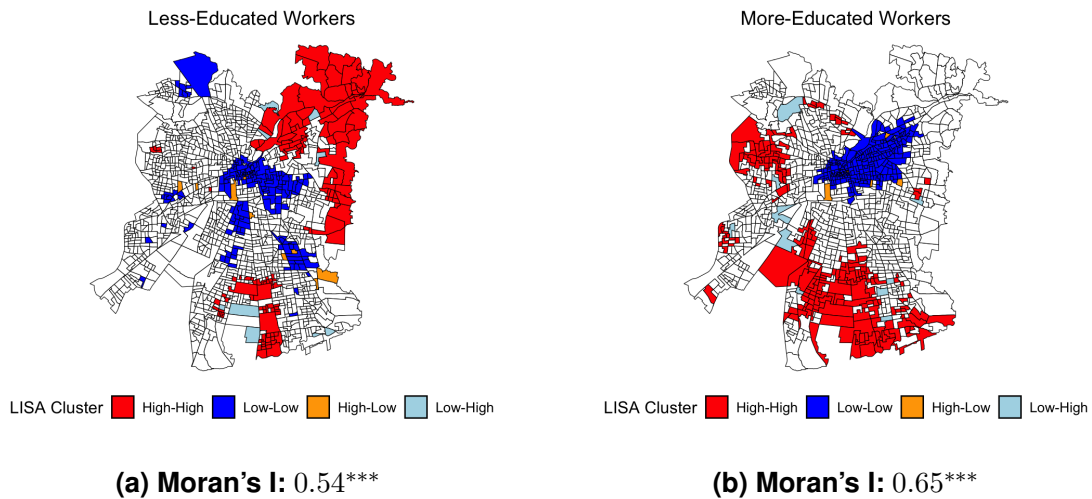 Less-Educated Workers
LISA Cluster High-High Low-Low High-Low Low-High
(a) Moran's I: 0.54***
More-Educated Workers
LISA Cluster High-High Low-Low High-Low Low-High
(b) Moran's I: 0.65***